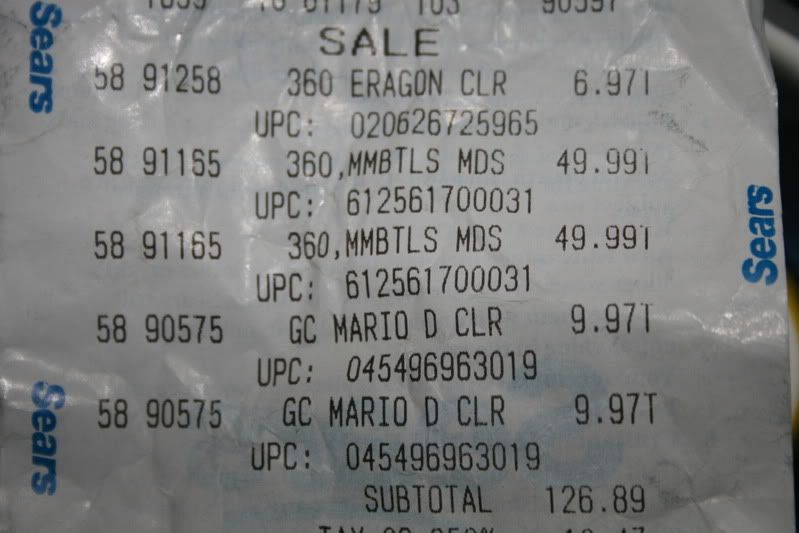 SALE
58 91258 360 ERAGON CLR 6.97T
UPC: 020626725965
58 91165 360,MMBTLS MDS 49.99T
UPC: 612561700031
58 91165 360,MMBTLS MDS 49.99T
UPC: 612561700031
58 90575 GC MARIO D CLR 9.97T
UPC: 045496963019
58 90575 GC MARIO D CLR 9.97T
UPC: 045496963019
SUBTOTAL 126.89
Sears
Sears
Sears